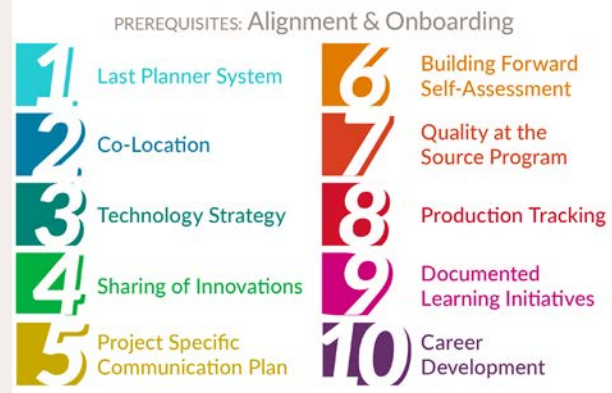 PREREQUISITES: Alignment & Onboarding
1
Last Planner System
2
Co-Location
3
Technology Strategy
4
Sharing of Innovations
5
Project Specific
Communication Plan
6
Building Forward
Self-Assessment
7
Quality at the
Source Program
8
Production Tracking
9
Documented
Learning Initiatives
10
Career
Development